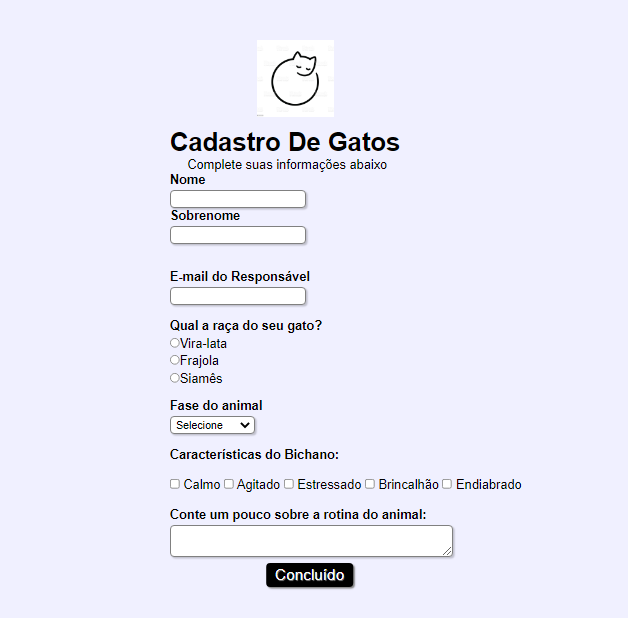 Cadastro De Gatos
Complete suas informações abaixo
Nome
Sobrenome
E-mail do Responsável
Qual a raça do seu gato?
Vira-lata
Frajola
Siamês
Fase do animal
Selecione
Características do Bichano:
Calmo Agitado Estressado Brincalhão Endiabrado
Conte um pouco sobre a rotina do animal:
Concluído